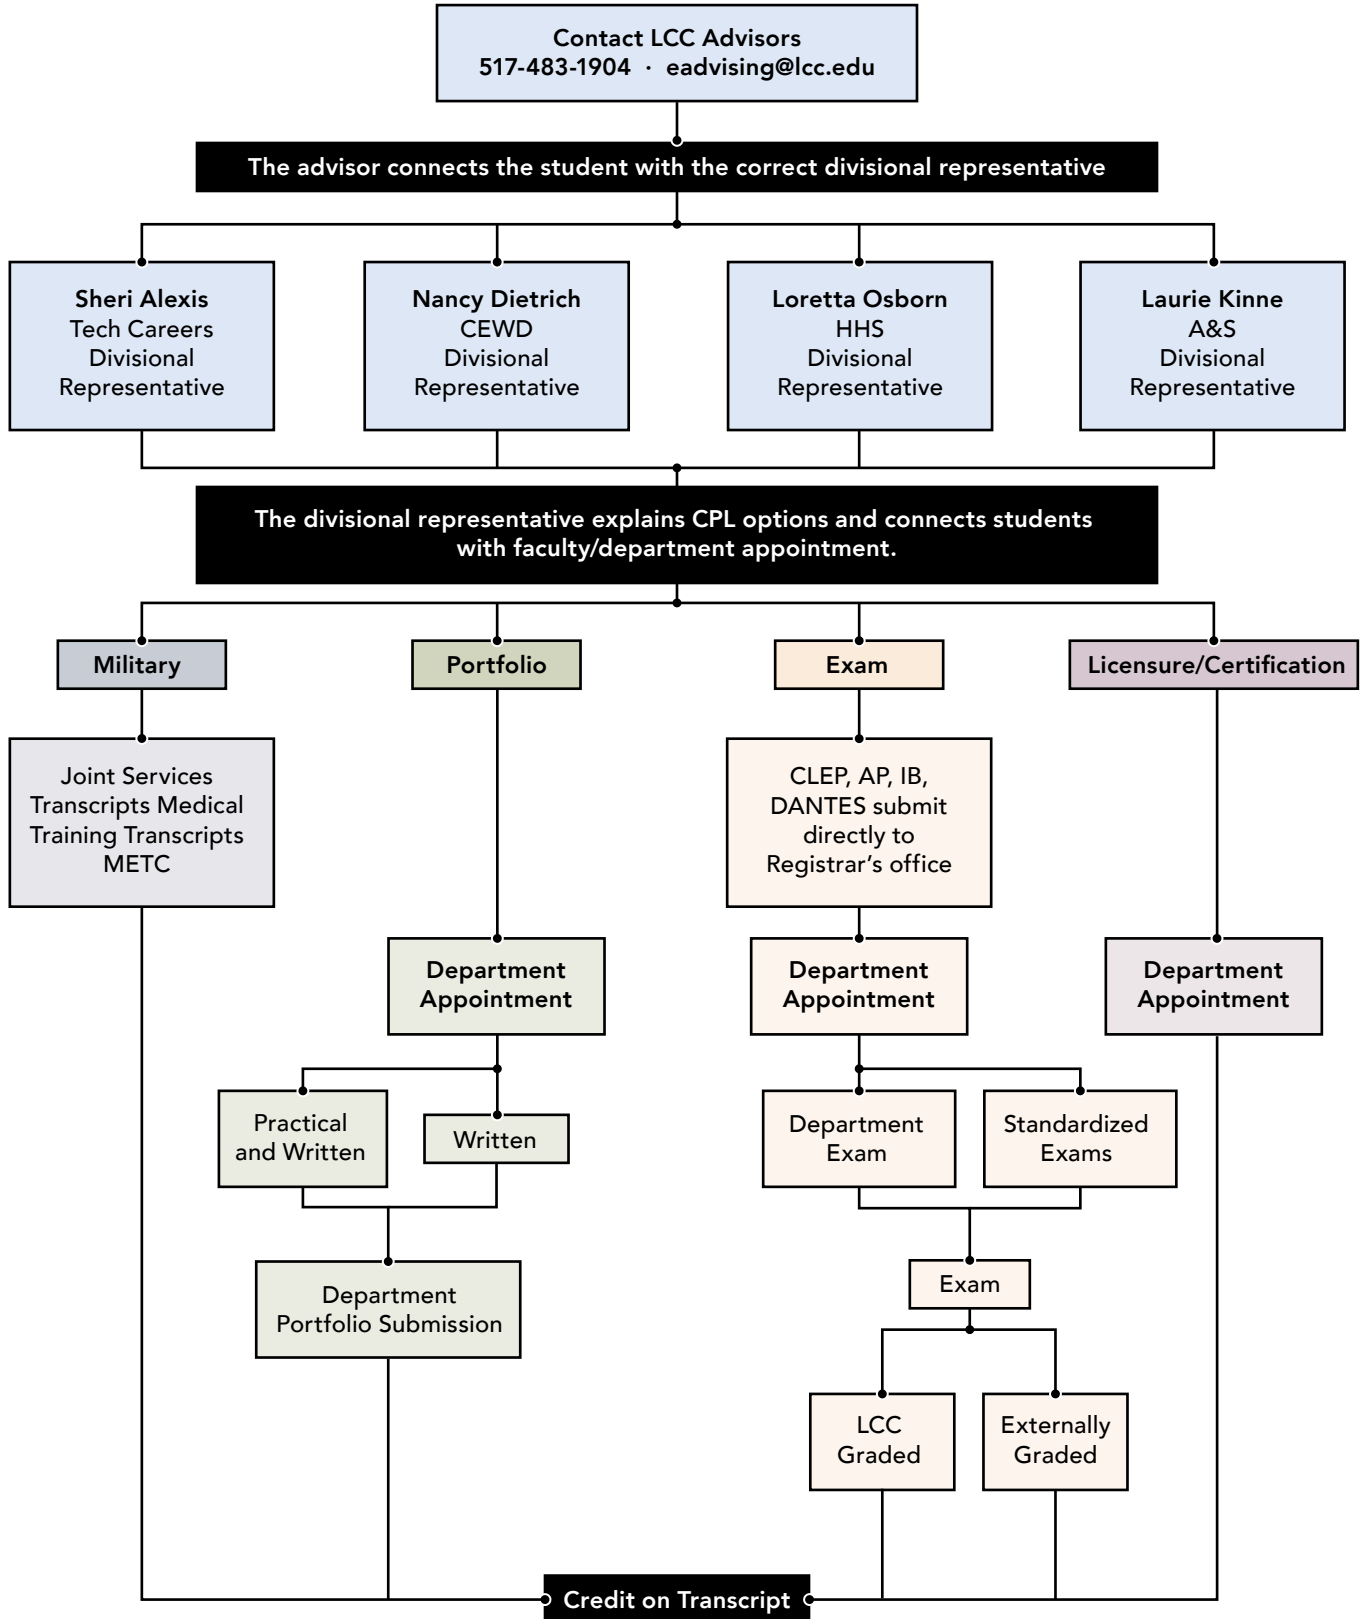 Contact LCC Advisors
517-483-1904 · eadvising@lcc.edu
The advisor connects the student with the correct divisional representative
Sheri Alexis
Tech Careers
Divisional
Representative
Nancy Dietrich
CEWD
Divisional
Representative
Loretta Osborn
HHS
Divisional
Representative
Laurie Kinne
A&S
Divisional
Representative
The divisional representative explains CPL options and connects students
with faculty/department appointment.
Military
Portfolio
Exam
Licensure/Certification
Joint Services
Transcripts Medical
Training Transcripts
METC
CLEP, AP, IB,
DANTES submit
directly to
Registrar’s office
Department
Appointment
Department
Appointment
Department
Appointment
Practical
and Written
Written
Department
Exam
Standardized
Exams
Department
Portfolio Submission
Exam
LCC
Graded
Externally
Graded
Credit on Transcript